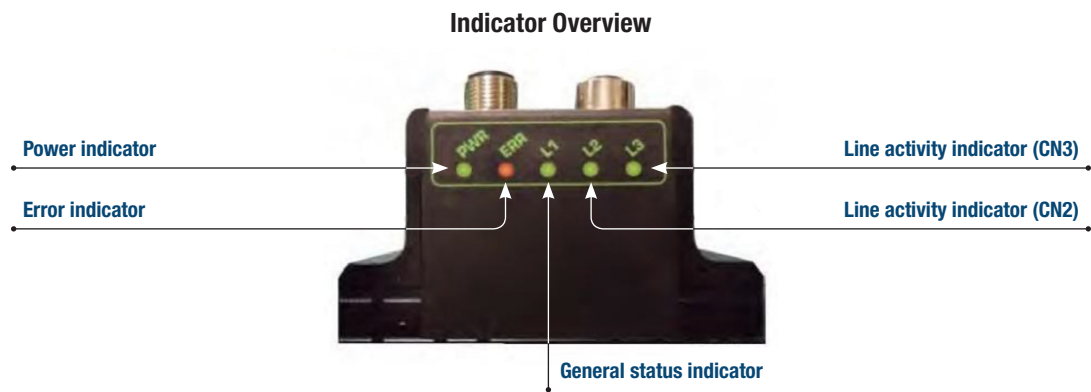 Indicator Overview
PWR
ERR
L1
L2
L3
Power indicator
Line activity indicator (CN3)
Error indicator
Line activity indicator (CN2)
General status indicator